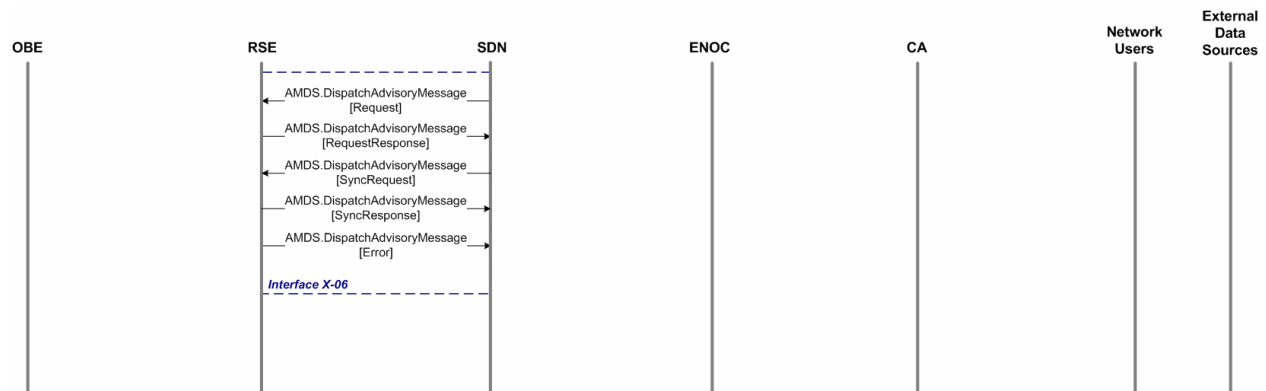 OBE
RSE
SDN
ENOC
CA
Network
Users
External
Data
Sources
AMDS.DispatchAdvisoryMessage
[Request]
AMDS.DispatchAdvisoryMessage
[RequestResponse]
AMDS.DispatchAdvisoryMessage
[SyncRequest]
AMDS.DispatchAdvisoryMessage
[SyncResponse]
AMDS.DispatchAdvisoryMessage
[Error]
Interface X-06